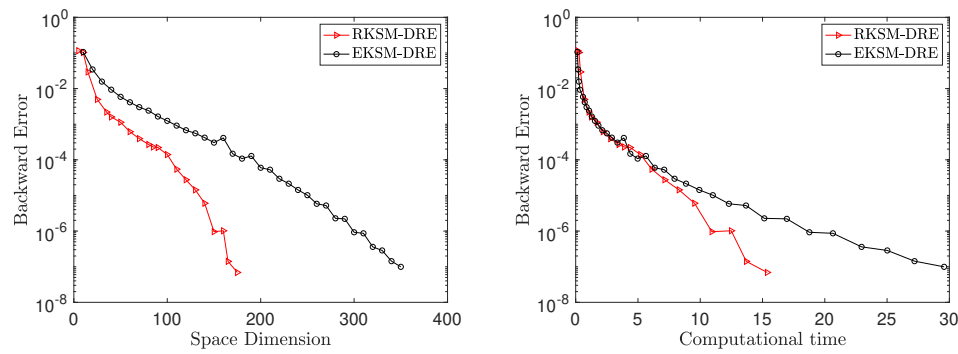 10^0
10^-2
10^-4
10^-6
10^-8
Backward Error
0 100 200 300 400
Space Dimension
RKSM-DRE
EKSM-DRE
10^0
10^-2
10^-4
10^-6
10^-8
Backward Error
0 5 10 15 20 25 30
Computational time
RKSM-DRE
EKSM-DRE